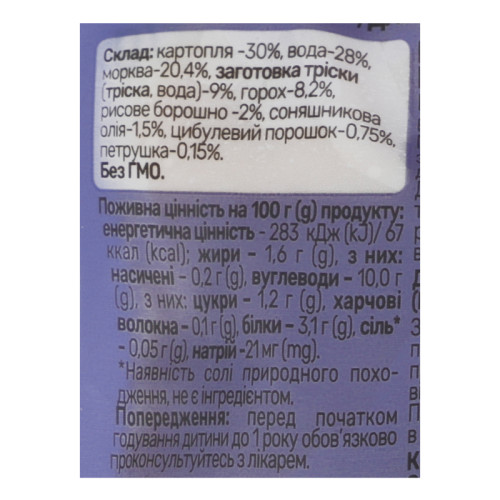 Склад: картопля -30%, вода-28%,
морква-20,4%, заготовка тріски
(тріска, вода)-9%, горох-8,2%,
рисове борошно -2%, соняшникова
олія-1,5%, цибулевий порошок-0,75%,
петрушка-0,15%.
Без ГМО.
Поживна цінність на 100 г (g) продукту:
енергетична цінність - 283 кДж (kJ)/ 67
ккал (kcal); жири - 1,6 г (g), з них:
насичені - 0,2 г (g), вуглеводи - 10,0 г
(g), з них: цукри - 1,2 г (g), харчові
волокна - 0,1 г (g), білки - 3,1 г (g), сіль*
- 0,05 г (g), натрій -21 мг (mg).
*Наявність солі природного похо-
дження, не є інгредієнтом.
Попередження: перед початком
годування дитини до 1 року обов'язково
проконсультуйтесь з лікарем.